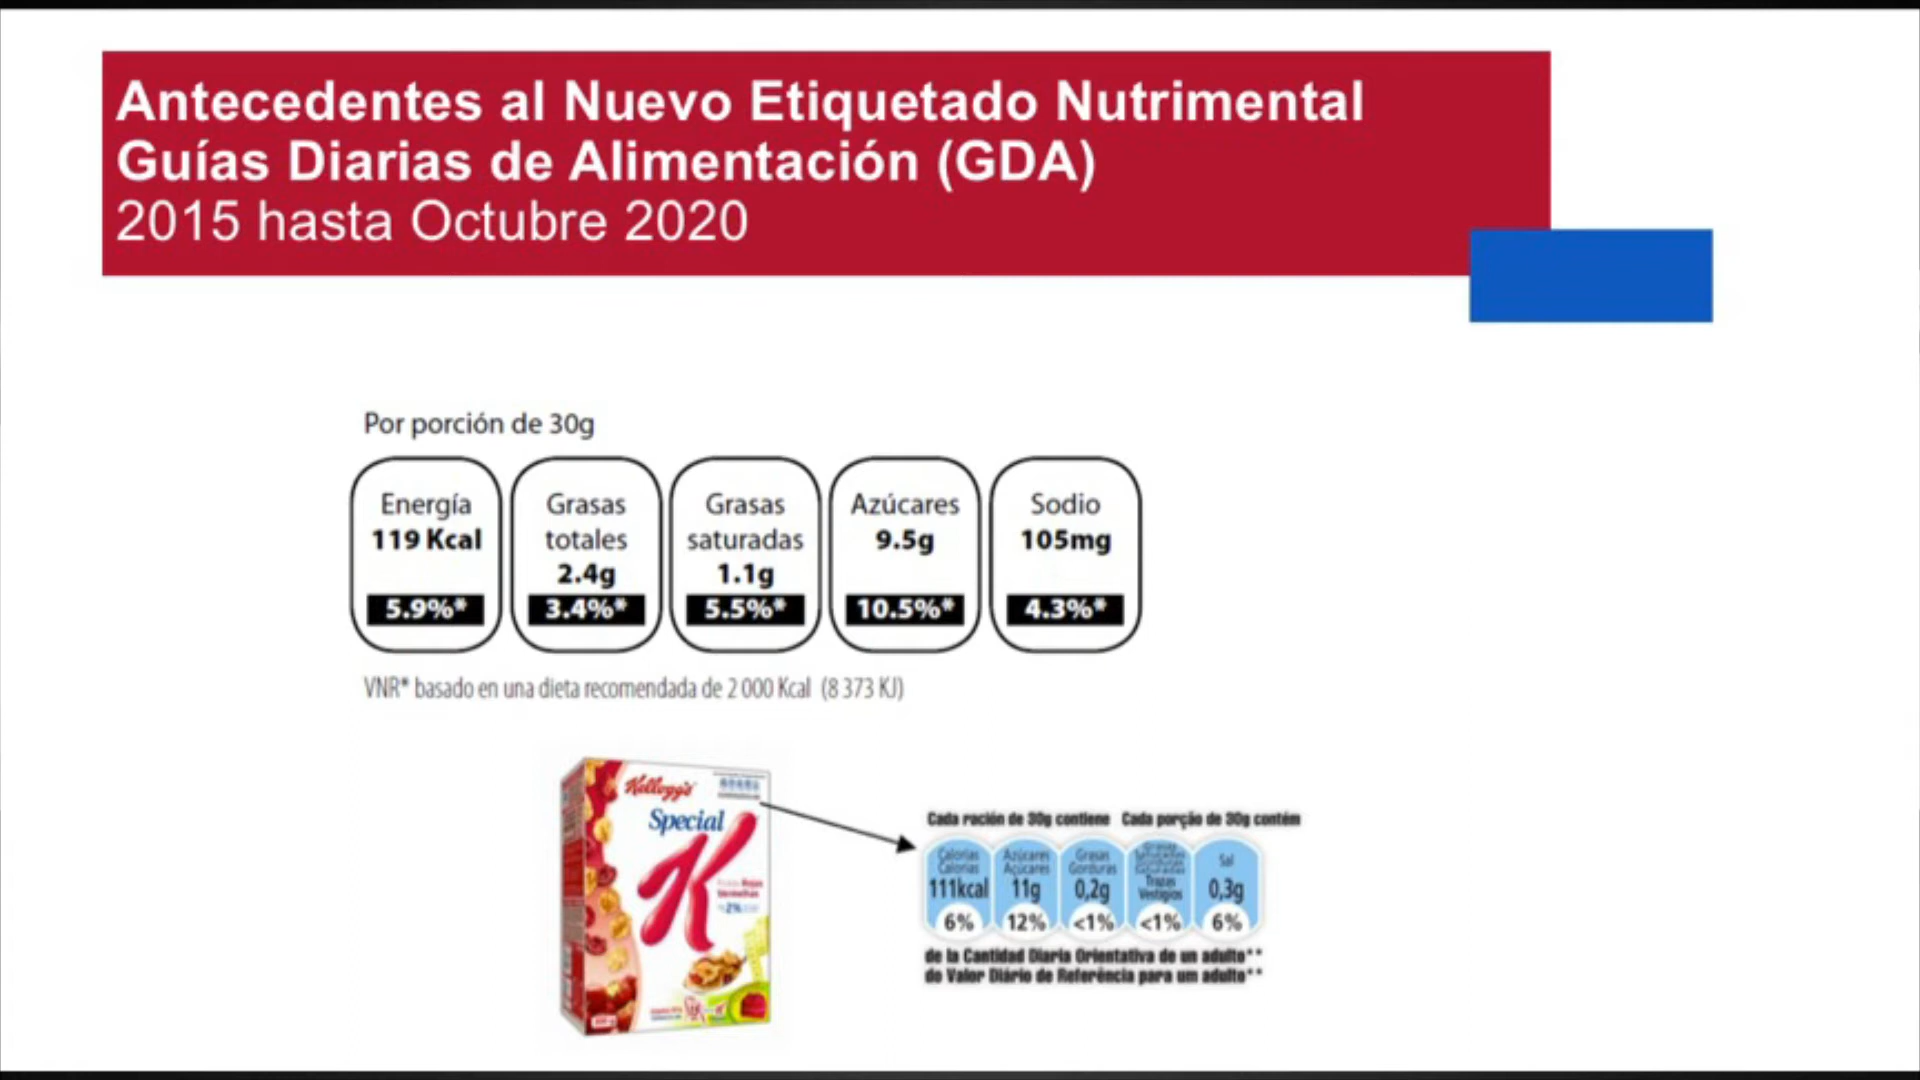 Antecedentes al Nuevo Etiquetado Nutrimental
Guías Diarias de Alimentación (GDA)
2015 hasta Octubre 2020
Por porción de 30g
Energía
119 Kcal
5.9%*
Grasas
totales
2.4g
3.4%*
Grasas
saturadas
1.1g
5.5%*
Azúcares
9.5g
10.5%*
Sodio
105mg
4.3%*
VNR* basado en una dieta recomendada de 2 000 Kcal (8 373 KJ)
Kellogg's
Special
K
Cada ración de 30g contiene Cada porção de 30g contém
Calorías
Calorias
111kcal
6%
Azúcares
Açúcares
11g
12%
Grasas
Gorduras
0,2g
<1%
Trazas
Vestígios
<1%
Sal
0,3g
6%
de la Cantidad Diaria Orientativa de un adulto**
do Valor Diário de Referência para um adulto**